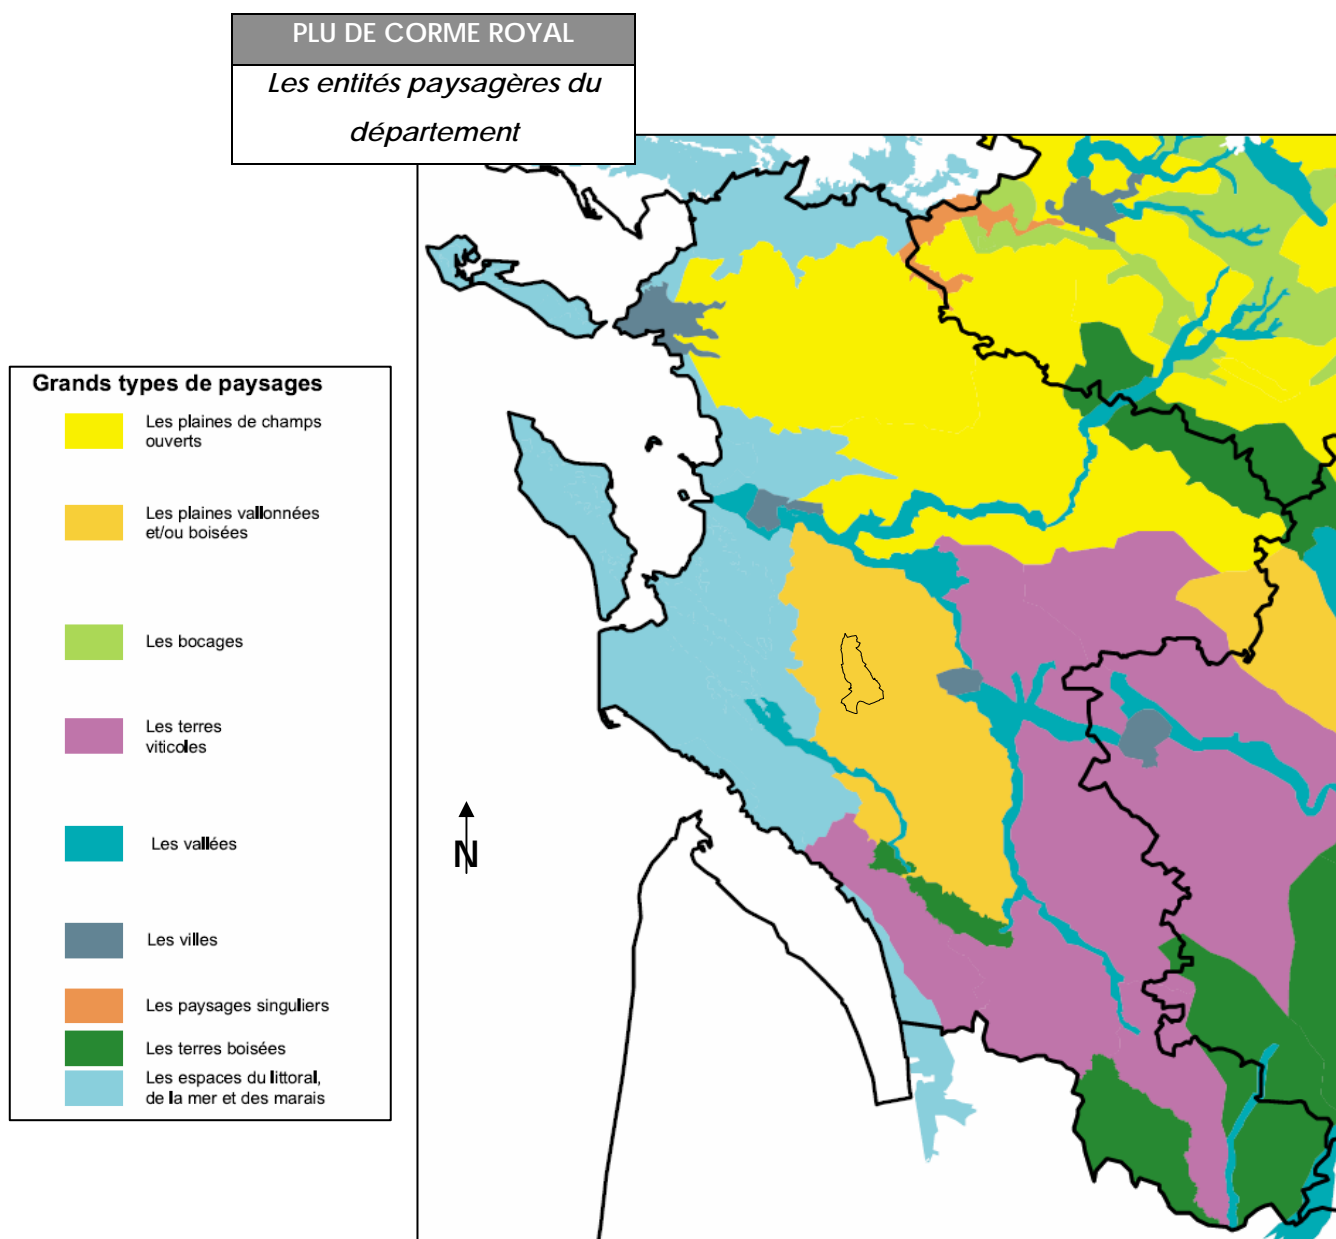 PLU DE CORME ROYAL
Les entités paysagères du
département
Grands types de paysages
Les plaines de champs
ouverts
Les plaines vallonnées
et/ou boisées
Les bocages
Les terres
viticoles
Les vallées
Les villes
Les paysages singuliers
Les terres boisées
Les espaces du littoral,
de la mer et des marais
N